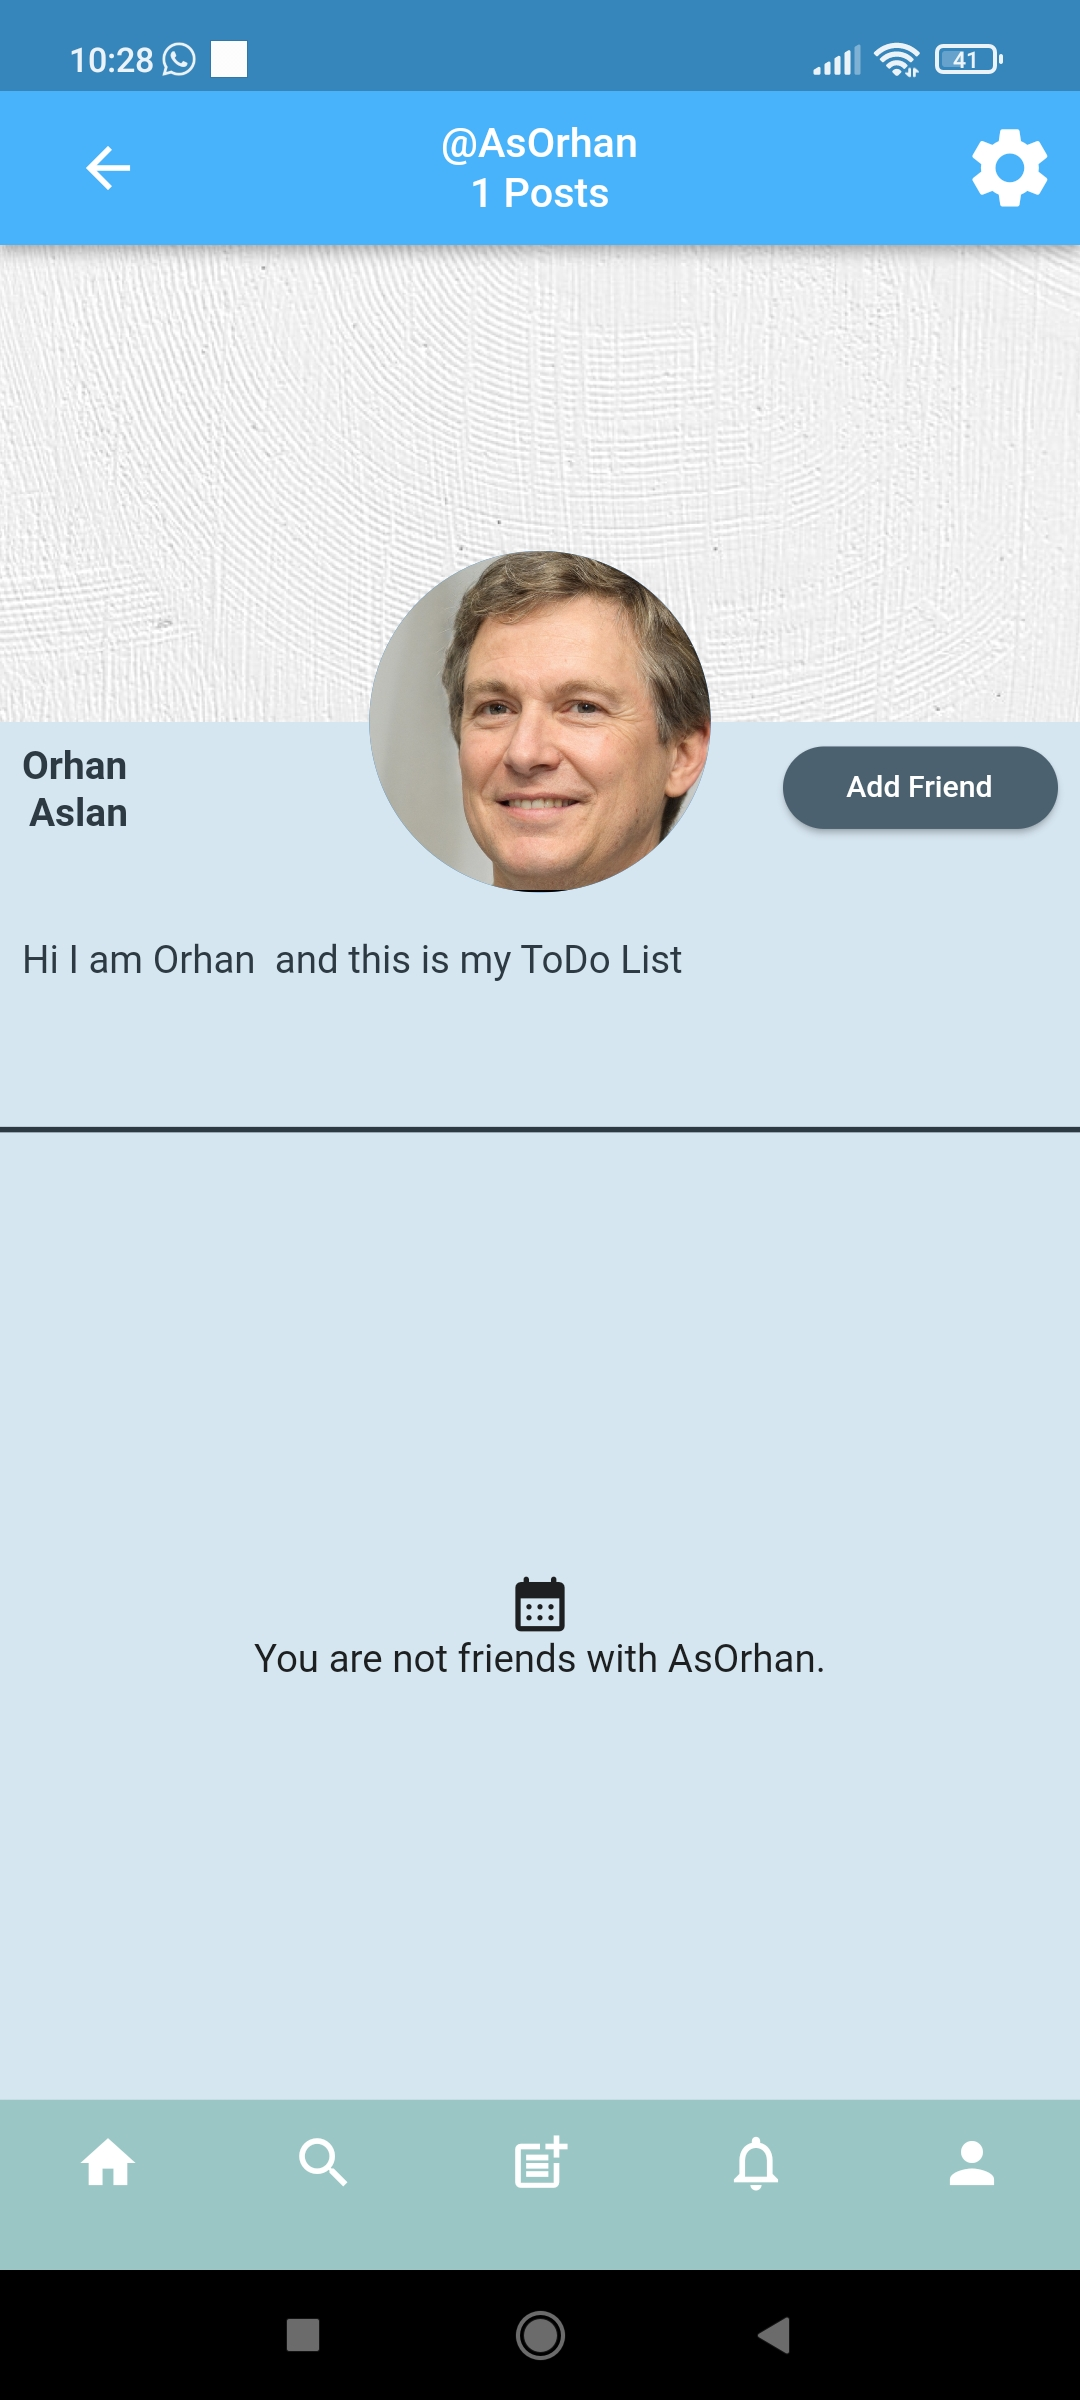 10:28
41
@AsOrhan
1 Posts
Orhan
Aslan
Add Friend
Hi I am Orhan  and this is my ToDo List
You are not friends with AsOrhan.